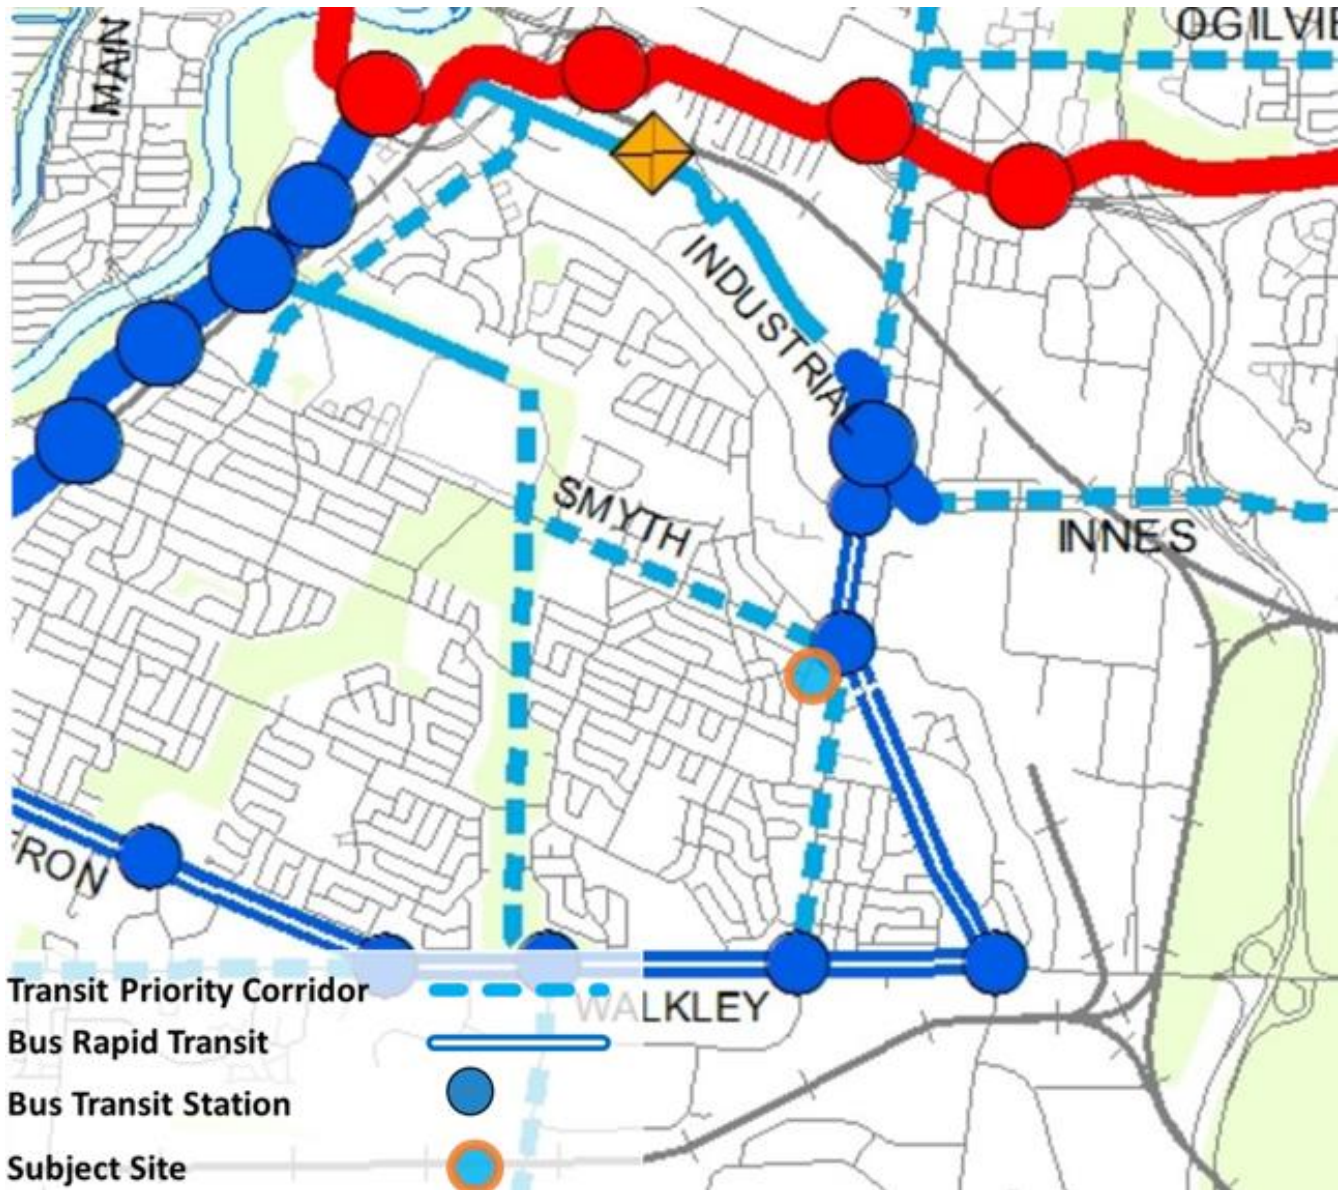 MAIN
OGILVIE
INDUSTRIAL
SMYTH
INNES
RON
WALKLEY
Transit Priority Corridor
Bus Rapid Transit
Bus Transit Station
Subject Site